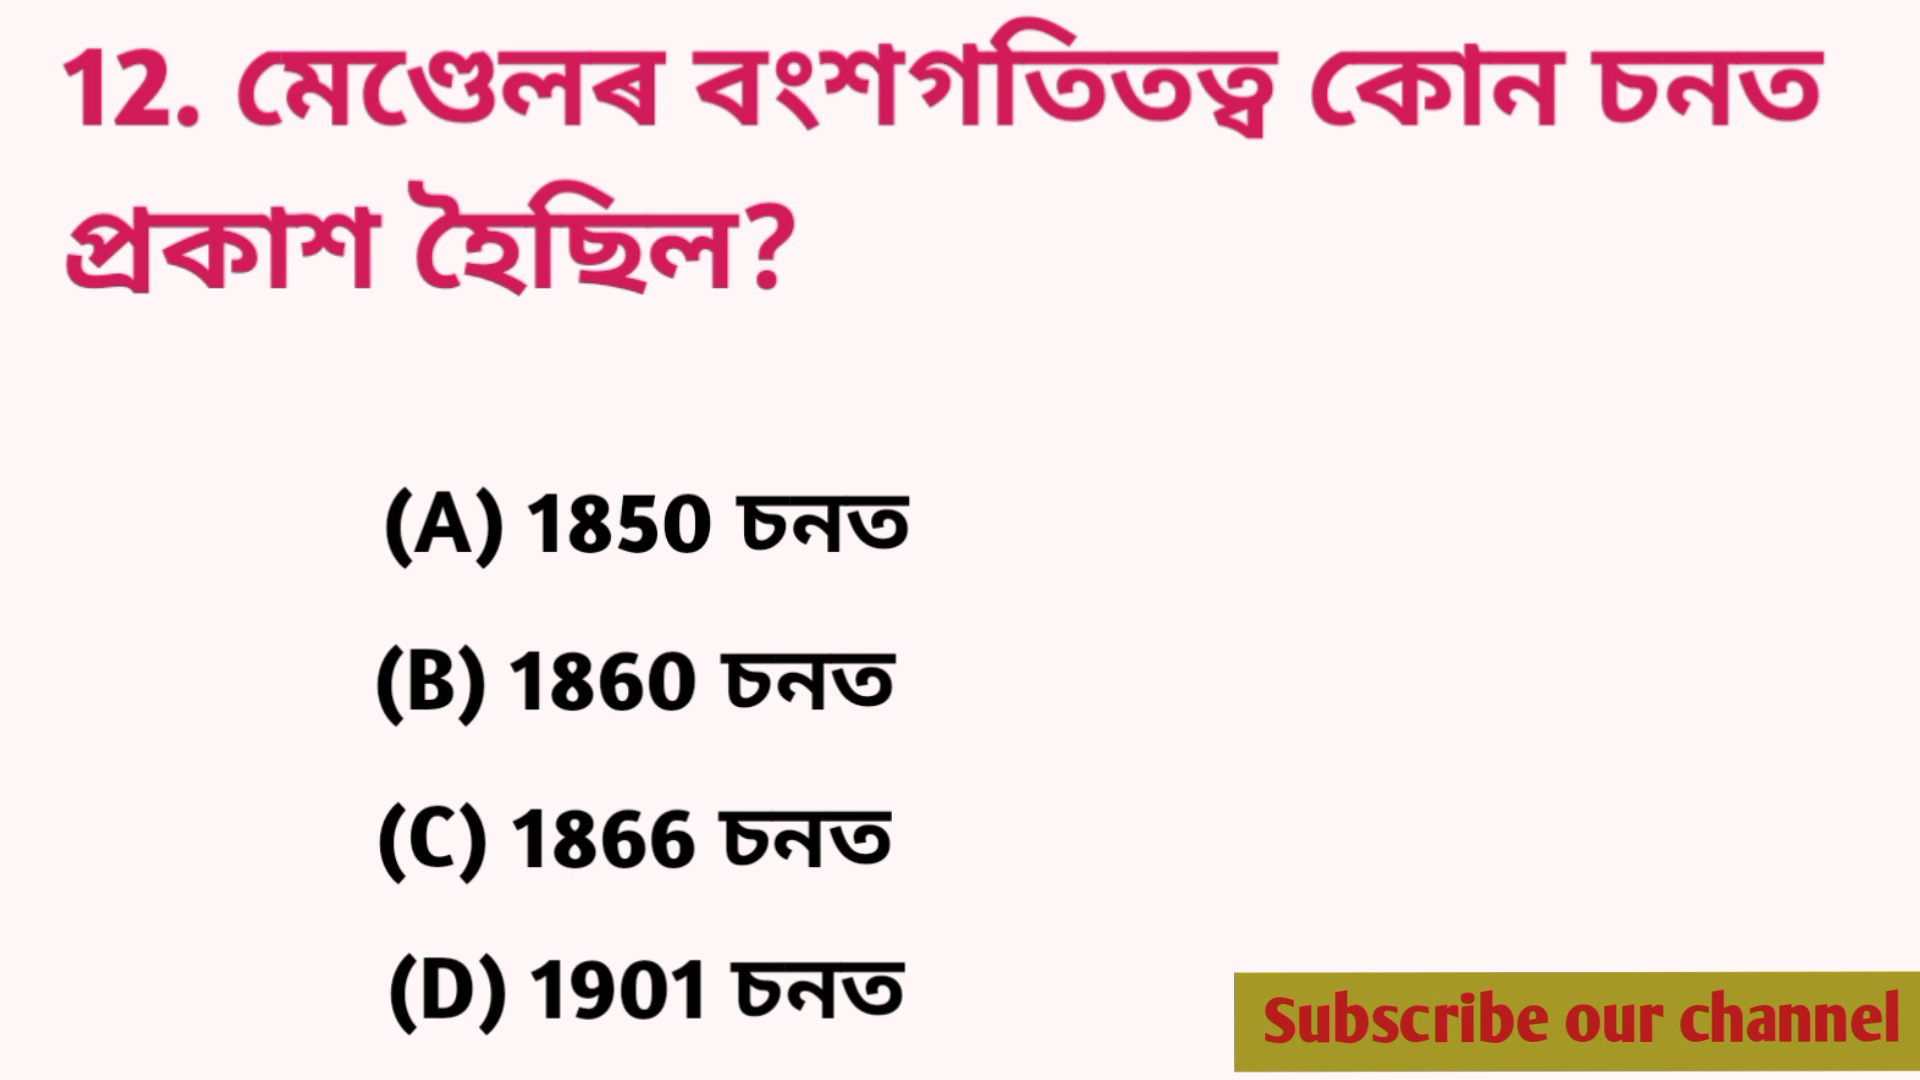 12. মেণ্ডেলৰ বংশগতিতত্ব কোন চনত
প্ৰকাশ হৈছিল?
(A) 1850 চনত
(B) 1860 চনত
(C) 1866 চনত
(D) 1901 চনত
Subscribe our channel